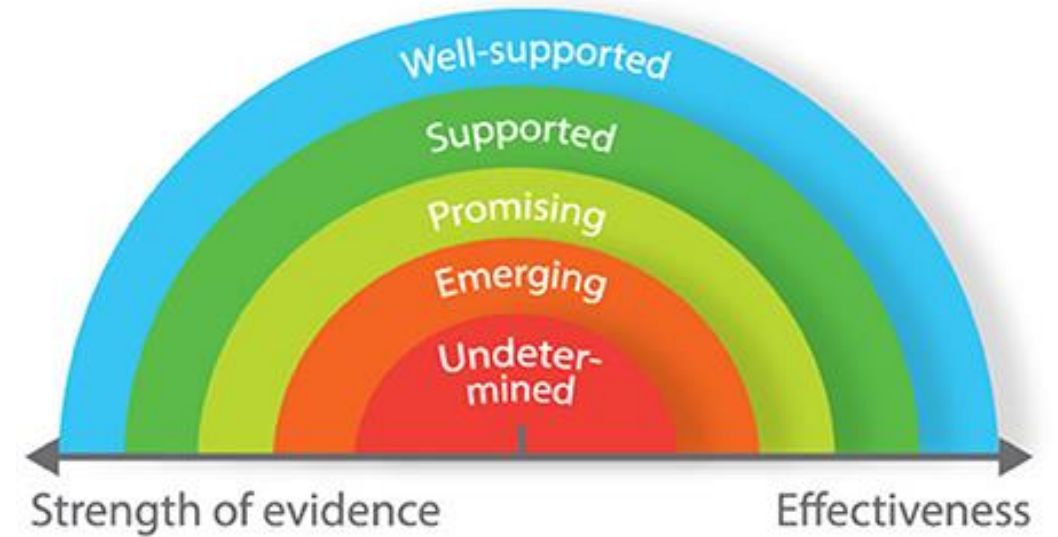 Well-supported
Supported
Promising
Emerging
Undeter-
mined
Strength of evidence
Effectiveness